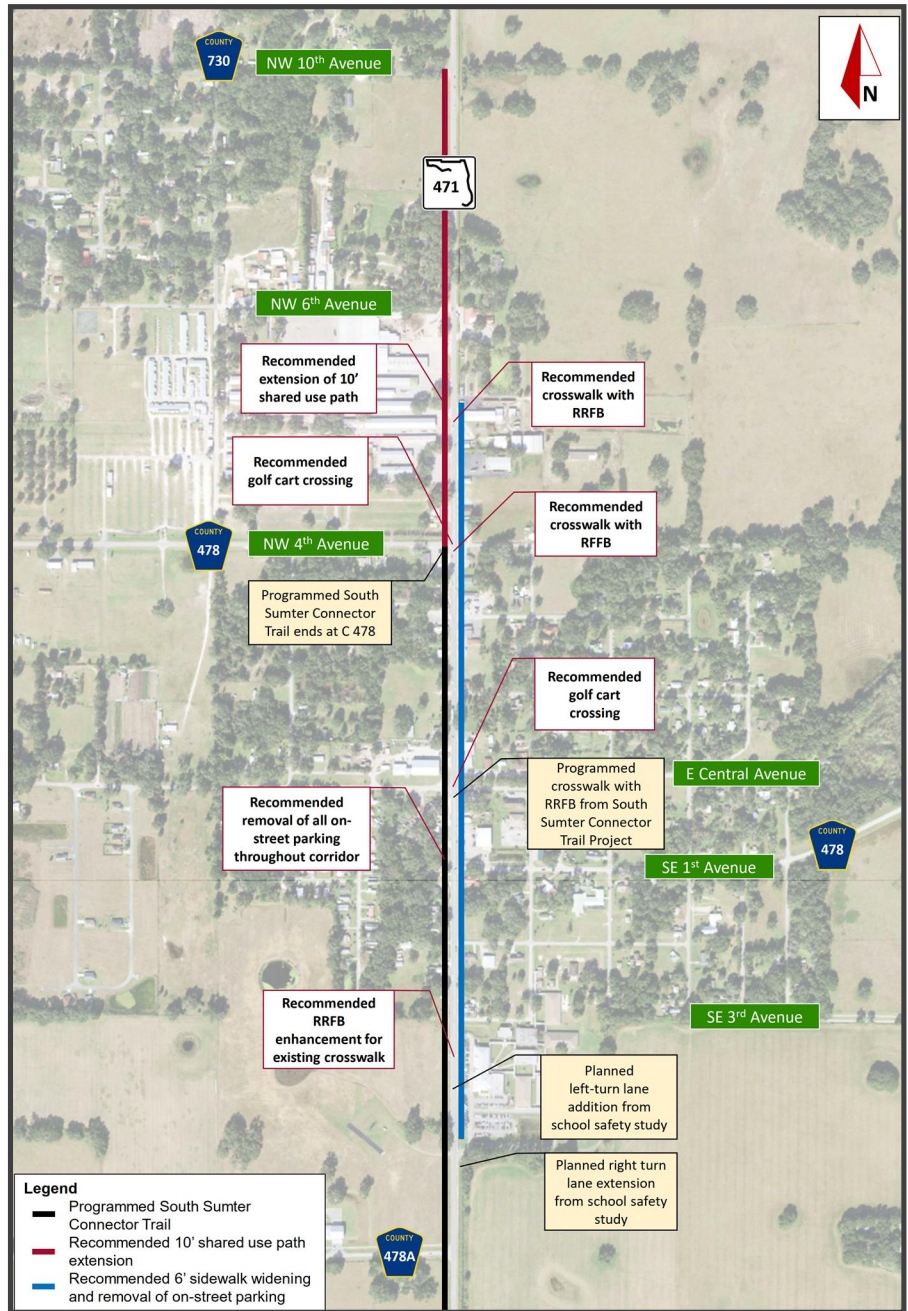 COUNTY
730
NW 10th Avenue
N
471
NW 6th Avenue
Recommended
extension of 10'
shared use path
Recommended
crosswalk with
RRFB
Recommended
golf cart crossing
Recommended
crosswalk with
RFFB
COUNTY
478
NW 4th Avenue
Programmed South
Sumter Connector
Trail ends at C 478
Recommended
golf cart
crossing
E Central Avenue
Programmed
crosswalk with
RRFB from South
Sumter Connector
Trail Project
Recommended
removal of all on-
street parking
throughout corridor
COUNTY
478
SE 1st Avenue
Recommended
RRFB
enhancement for
existing crosswalk
SE 3rd Avenue
Planned
left-turn lane
addition from
school safety study
Planned right turn
lane extension
from school safety
study
Legend
Programmed South Sumter
Connector Trail
Recommended 10' shared use path
extension
Recommended 6' sidewalk widening
and removal of on-street parking
COUNTY
478A